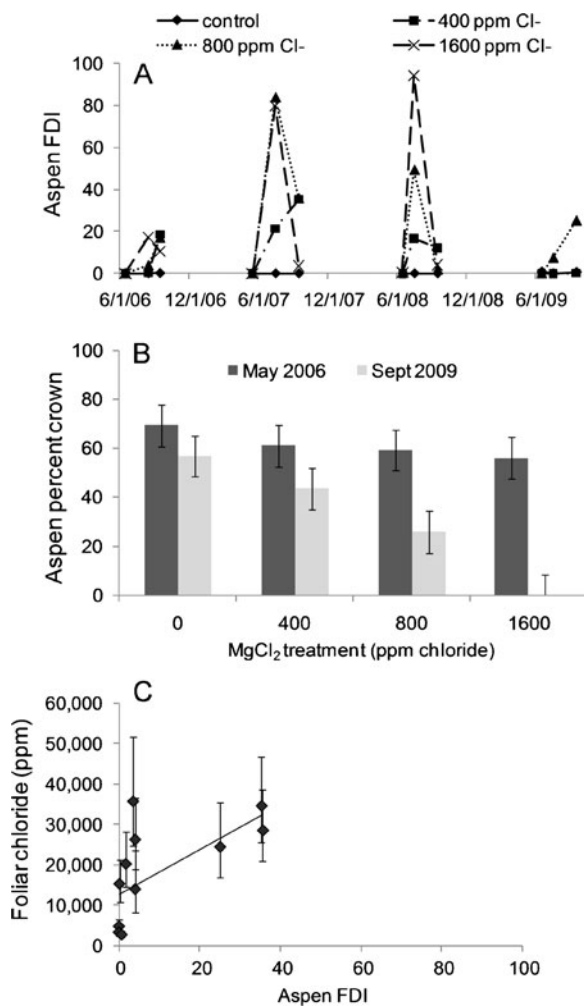 control
400 ppm Cl-
800 ppm Cl-
1600 ppm Cl-
A
Aspen FDI
100
80
60
40
20
0
6/1/06 12/1/06 6/1/07 12/1/07 6/1/08 12/1/08 6/1/09
B
May 2006 Sept 2009
Aspen percent crown
100
80
60
40
20
0
0 400 800 1600
MgCl₂ treatment (ppm chloride)
C
Foliar chloride (ppm)
60,000
50,000
40,000
30,000
20,000
10,000
0
0 20 40 60 80 100
Aspen FDI